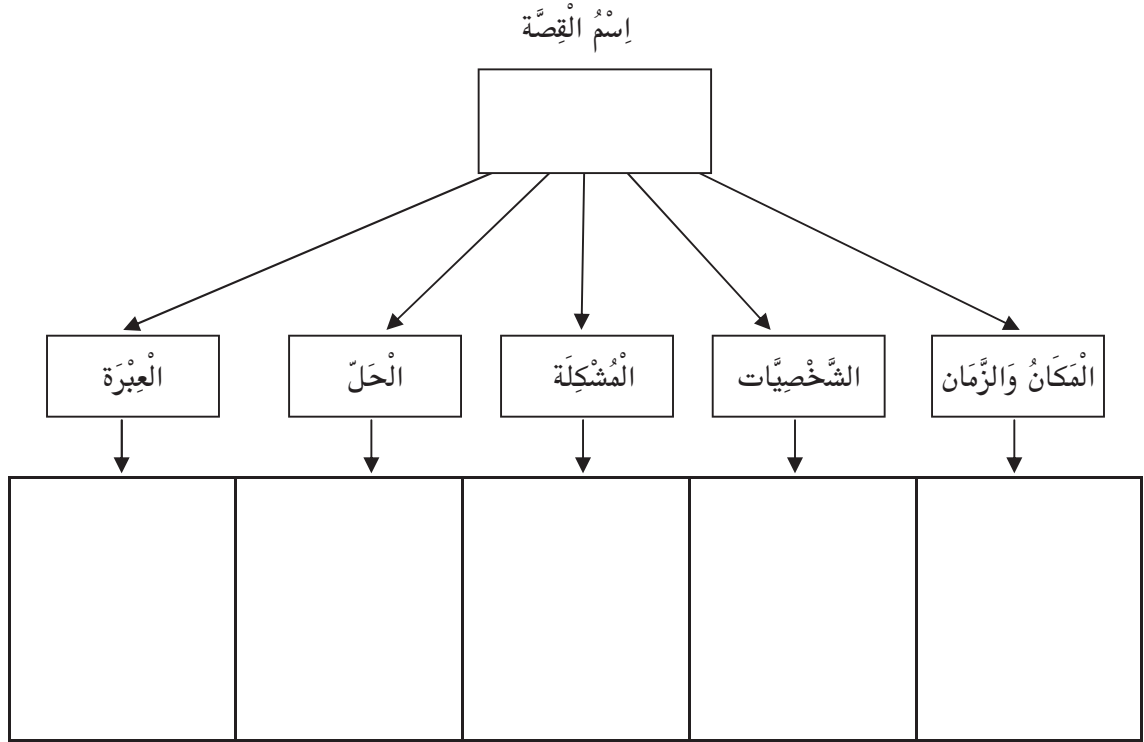 اِسْمُ الْقِصَّة
الْمَكَانُ وَالزَّمَان
الشَّخْصِيَّات
الْمُشْكِلَة
الْحَلّ
الْعِبْرَة